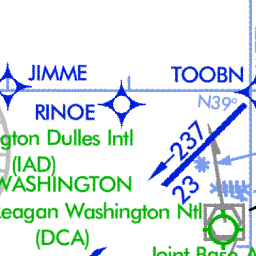 JIMME
TOOBN
RINOE
N39°
237
23
gton Dulles Intl
(IAD)
WASHINGTON
Reagan Washington Ntl
(DCA)
Joint Base A